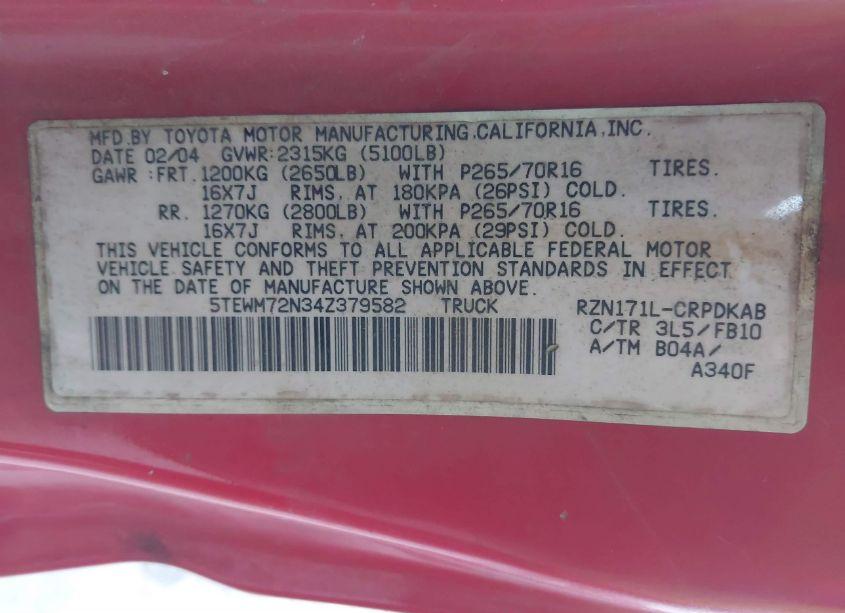 MFD.BY TOYOTA MOTOR MANUFACTURING.CALIFORNIA,INC.
DATE 02/04 GVWR:2315KG (5100LB)
GAWR :FRT.1200KG (2650LB) WITH P265/70R16 TIRES.
16X7J RIMS, AT 180KPA (26PSI) COLD.
RR. 1270KG (2800LB) WITH P265/70R16 TIRES.
16X7J RIMS, AT 200KPA (29PSI) COLD.
THIS VEHICLE CONFORMS TO ALL APPLICABLE FEDERAL MOTOR
VEHICLE SAFETY AND THEFT PREVENTION STANDARDS IN EFFECT
ON THE DATE OF MANUFACTURE SHOWN ABOVE.
5TEWM72N34Z379582 TRUCK RZN171L-CRPDKAB
C/TR 3L5/FB10
A/TM B04A/
A340F